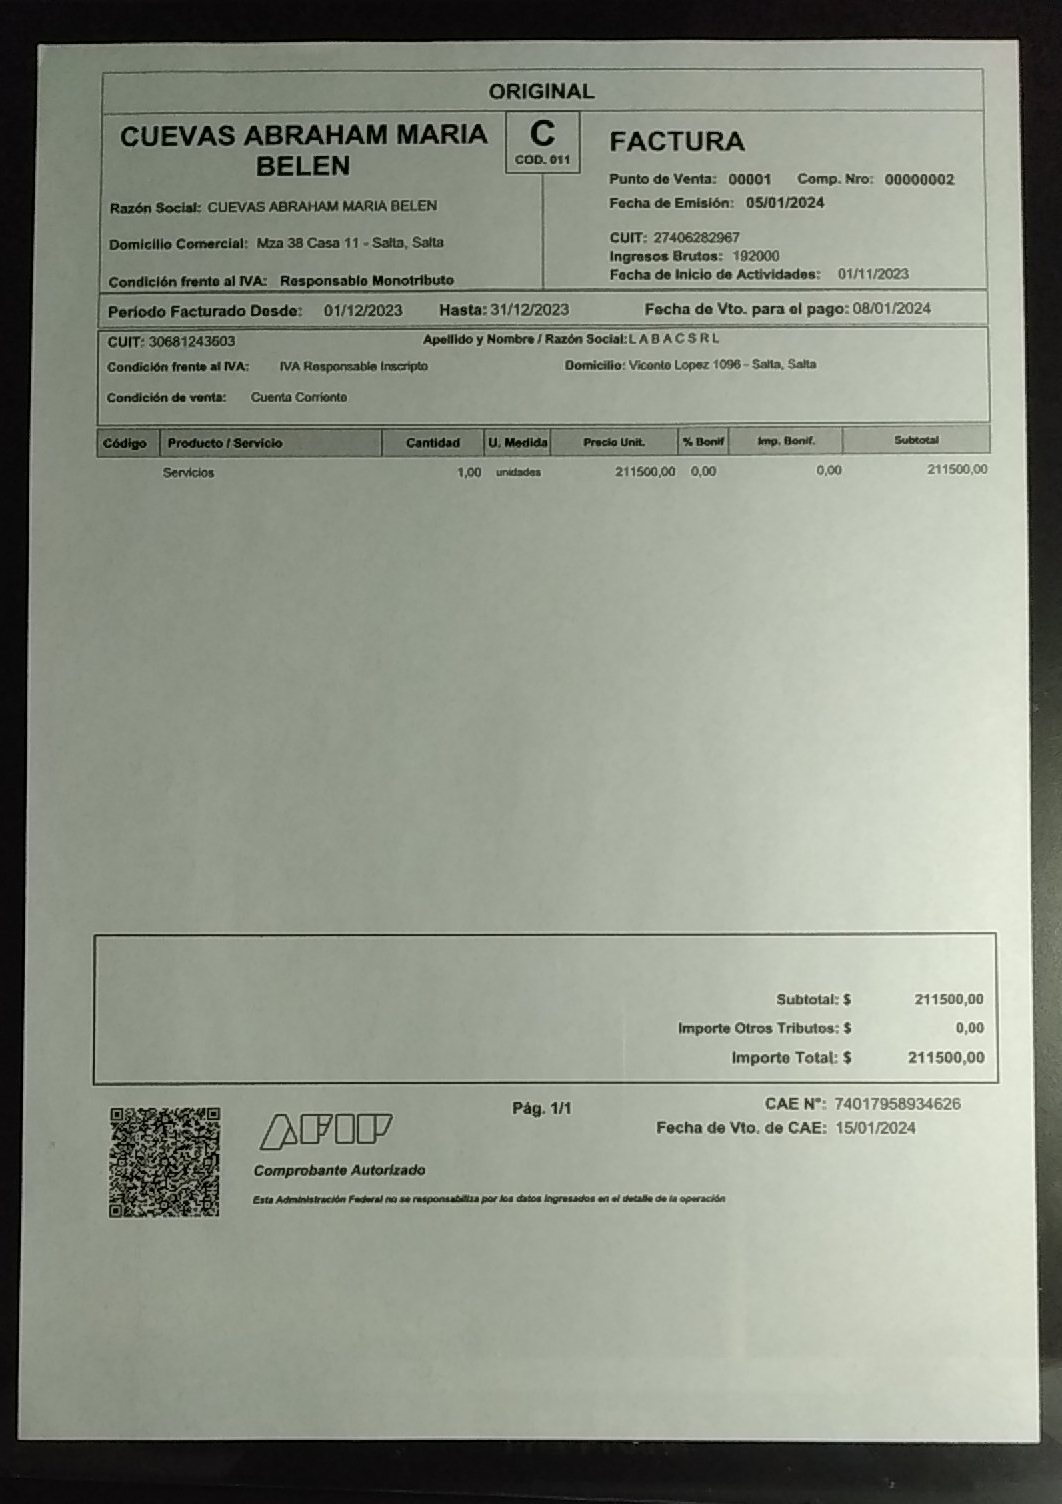 ORIGINAL
CUEVAS ABRAHAM MARIA
BELEN
C
COD. 011
FACTURA
Punto de Venta: 00001 Comp. Nro: 00000002
Fecha de Emisión: 05/01/2024
Razón Social: CUEVAS ABRAHAM MARIA BELEN
Domicilio Comercial: Mza 38 Casa 11 - Salta, Salta
Condición frente al IVA: Responsable Monotributo
CUIT: 27406282967
Ingresos Brutos: 192000
Fecha de Inicio de Actividades: 01/11/2023
Período Facturado Desde: 01/12/2023 Hasta: 31/12/2023 Fecha de Vto. para el pago: 08/01/2024
CUIT: 30681243503 Apellido y Nombre / Razón Social: L A B A C S R L
Condición frente al IVA: IVA Responsable Inscripto Domicilio: Vicente Lopez 1096 - Salta, Salta
Condición de venta: Cuenta Corriente
Código Producto / Servicio Cantidad U. Medida Precio Unit. % Bonif Imp. Bonif. Subtotal
Servicios 1,00 unidades 211500,00 0,00 0,00 211500,00
Subtotal: $ 211500,00
Importe Otros Tributos: $ 0,00
Importe Total: $ 211500,00
AFIP
Comprobante Autorizado
Esta Administración Federal no se responsabiliza por los datos ingresados en el detalle de la operación
Pág. 1/1
CAE N°: 74017958934626
Fecha de Vto. de CAE: 15/01/2024